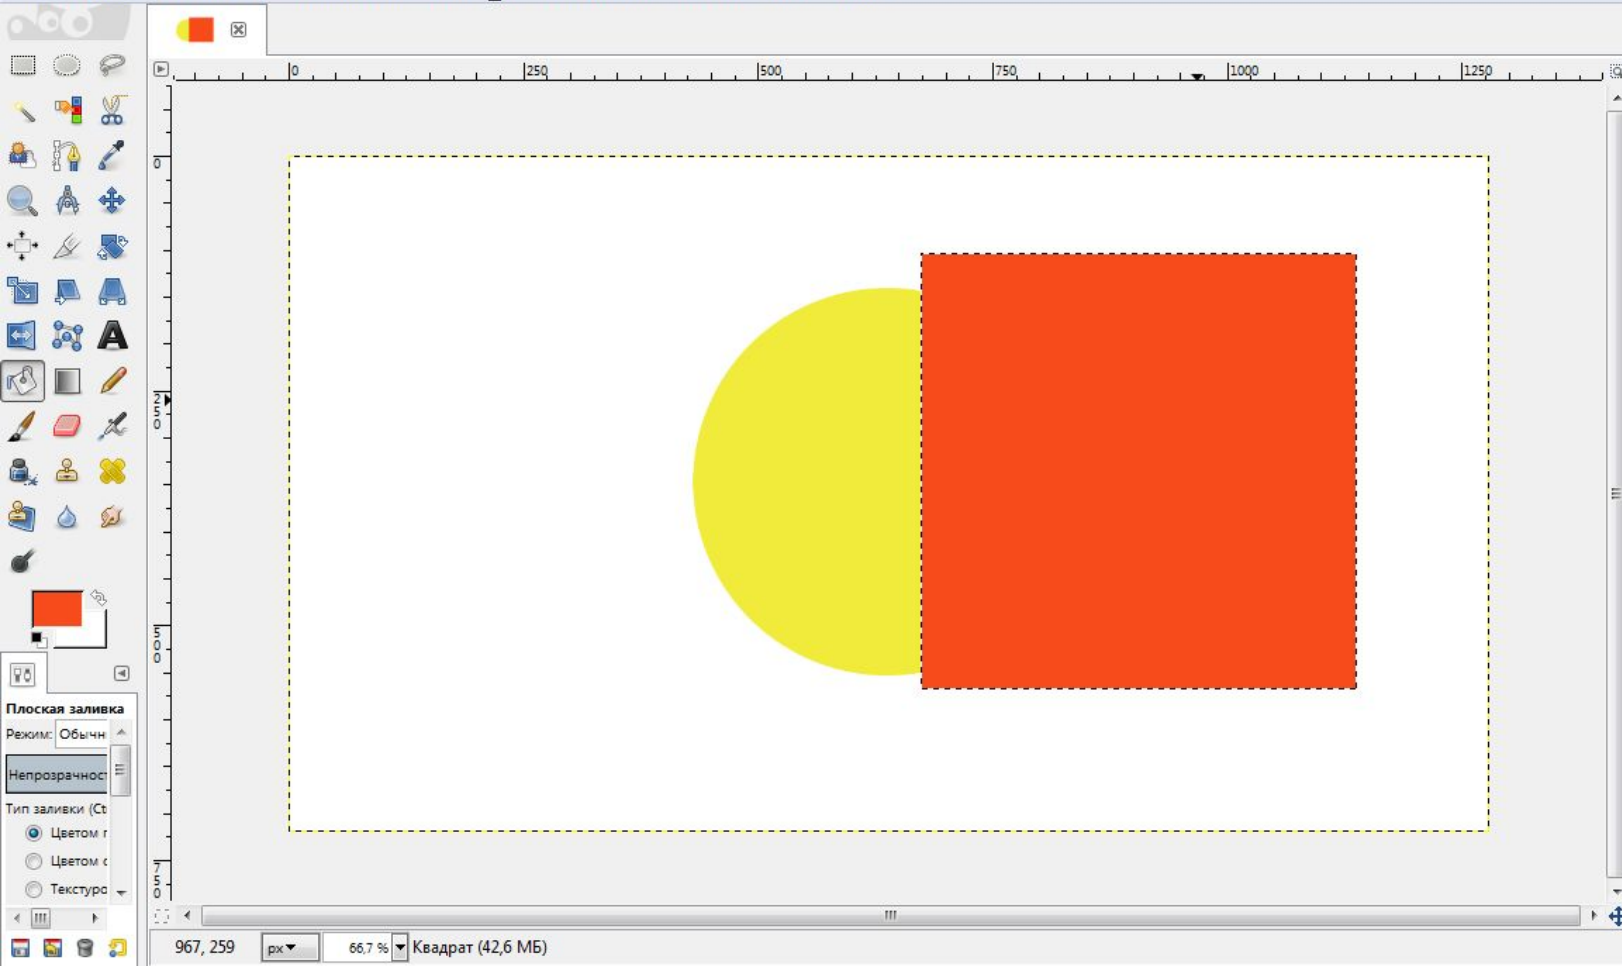 0 250 500 750 1000 1250
0
250
500
750
Плоская заливка
Режим: Обычн
Непрозрачност
Тип заливки (Ct
Цветом
Цветом
Текстуро
967, 259 px 66,7 % Квадрат (42,6 МБ)